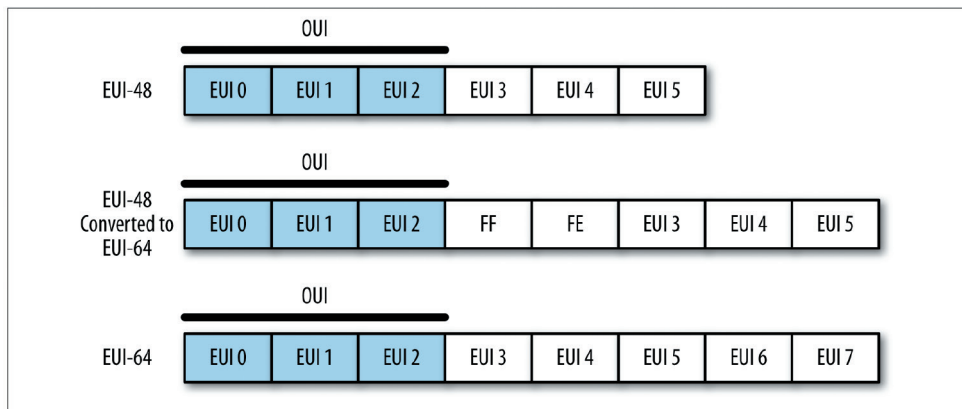 OUI
EUI-48 EUI 0 EUI 1 EUI 2 EUI 3 EUI 4 EUI 5
OUI
EUI-48
Converted to
EUI-64
EUI 0 EUI 1 EUI 2 FF FE EUI 3 EUI 4 EUI 5
OUI
EUI-64 EUI 0 EUI 1 EUI 2 EUI 3 EUI 4 EUI 5 EUI 6 EUI 7